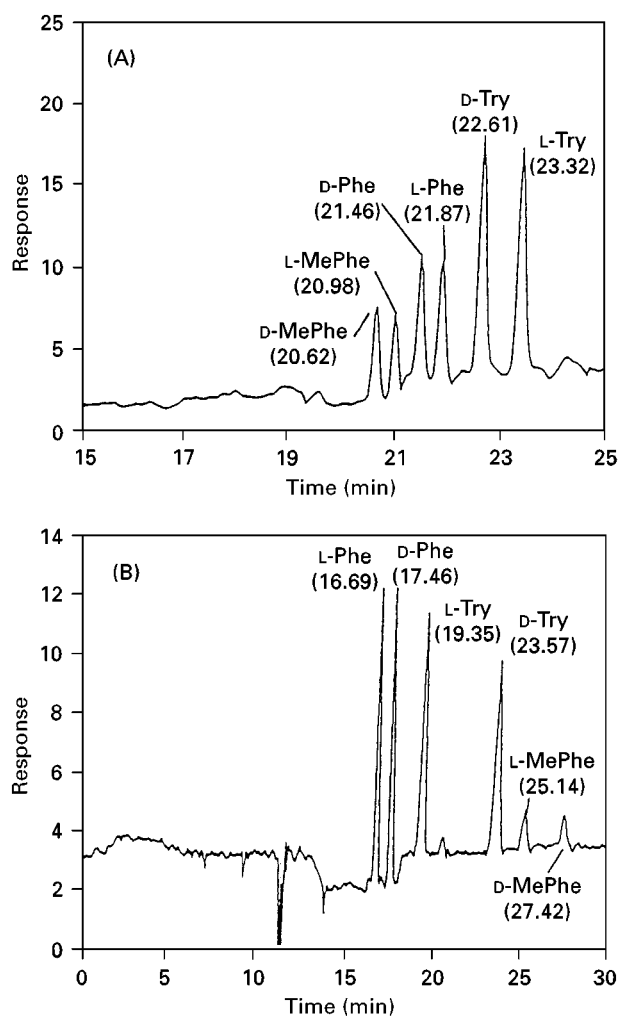 25
(A)
20
D-Try
(22.61)
L-Try
(23.32)
15
D-Phe
(21.46)
L-Phe
(21.87)
Response
10
L-MePhe
(20.98)
D-MePhe
(20.62)
5
0
15 17 19 21 23 25
Time (min)
14
(B)
L-Phe
(16.69)
D-Phe
(17.46)
12
L-Try
(19.35)
D-Try
(23.57)
10
8
Response
6
L-MePhe
(25.14)
4
D-MePhe
(27.42)
2
0
0 5 10 15 20 25 30
Time (min)